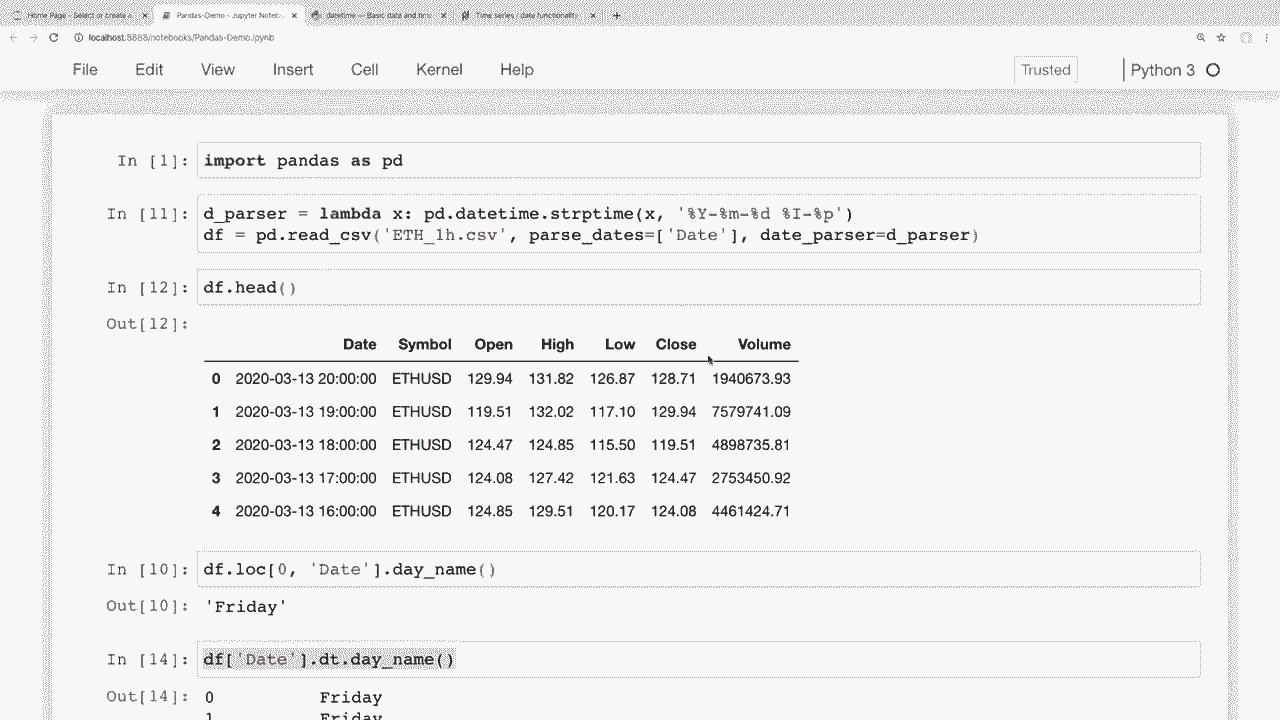 Home Page - Select or create a
Pandas-Demo - Jupyter Noteb
datetime — Basic date and tim
Time series / date functionalit
localhost:8888/notebooks/Pandas-Demo.ipynb
File Edit View Insert Cell Kernel Help Trusted Python 3
In [1]: import pandas as pd
In [11]: d_parser = lambda x: pd.datetime.strptime(x, '%Y-%m-%d %I-%p')
df = pd.read_csv('ETH_1h.csv', parse_dates=['Date'], date_parser=d_parser)
In [12]: df.head()
Out[12]:
Date Symbol Open High Low Close Volume
0 2020-03-13 20:00:00 ETHUSD 129.94 131.82 126.87 128.71 1940673.93
1 2020-03-13 19:00:00 ETHUSD 119.51 132.02 117.10 129.94 7579741.09
2 2020-03-13 18:00:00 ETHUSD 124.47 124.85 115.50 119.51 4898735.81
3 2020-03-13 17:00:00 ETHUSD 124.08 127.42 121.63 124.47 2753450.92
4 2020-03-13 16:00:00 ETHUSD 124.85 129.51 120.17 124.08 4461424.71
In [10]: df.loc[0, 'Date'].day_name()
Out[10]: 'Friday'
In [14]: df['Date'].dt.day_name()
Out[14]: 0 Friday
1 Friday